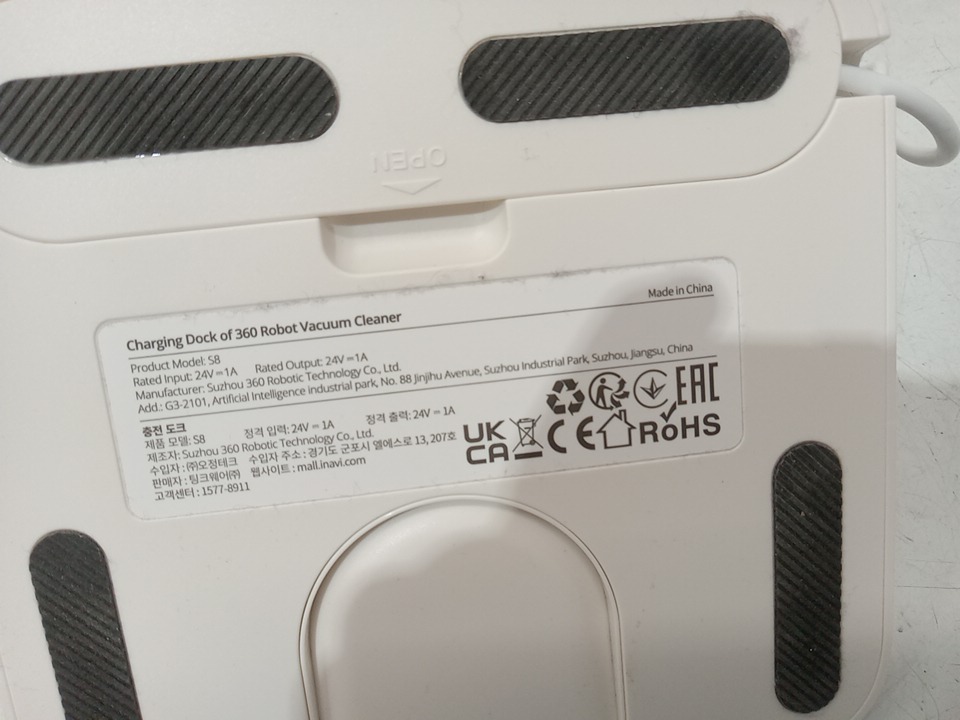 OPEN
Charging Dock of 360 Robot Vacuum Cleaner
Made in China
Product Model: S8
Rated Input: 24V⎓1A Rated Output: 24V⎓1A
Manufacturer: Suzhou 360 Robotic Technology Co., Ltd.
Add.: G3-2101, Artificial Intelligence industrial park, No. 88 Jinjihu Avenue, Suzhou Industrial Park, Suzhou, Jiangsu, China
충전 도크
제품 모델: S8 정격 입력: 24V⎓1A 정격 출력: 24V⎓1A
제조자: Suzhou 360 Robotic Technology Co., Ltd.
수입자 : ㈜오정테크 수입자 주소 : 경기도 군포시 엘에스로 13, 207호
판매자 : 팅크웨어㈜ 웹사이트 : mall.inavi.com
고객센터 : 1577-8911
EAC
UK
CA
CE
RoHS